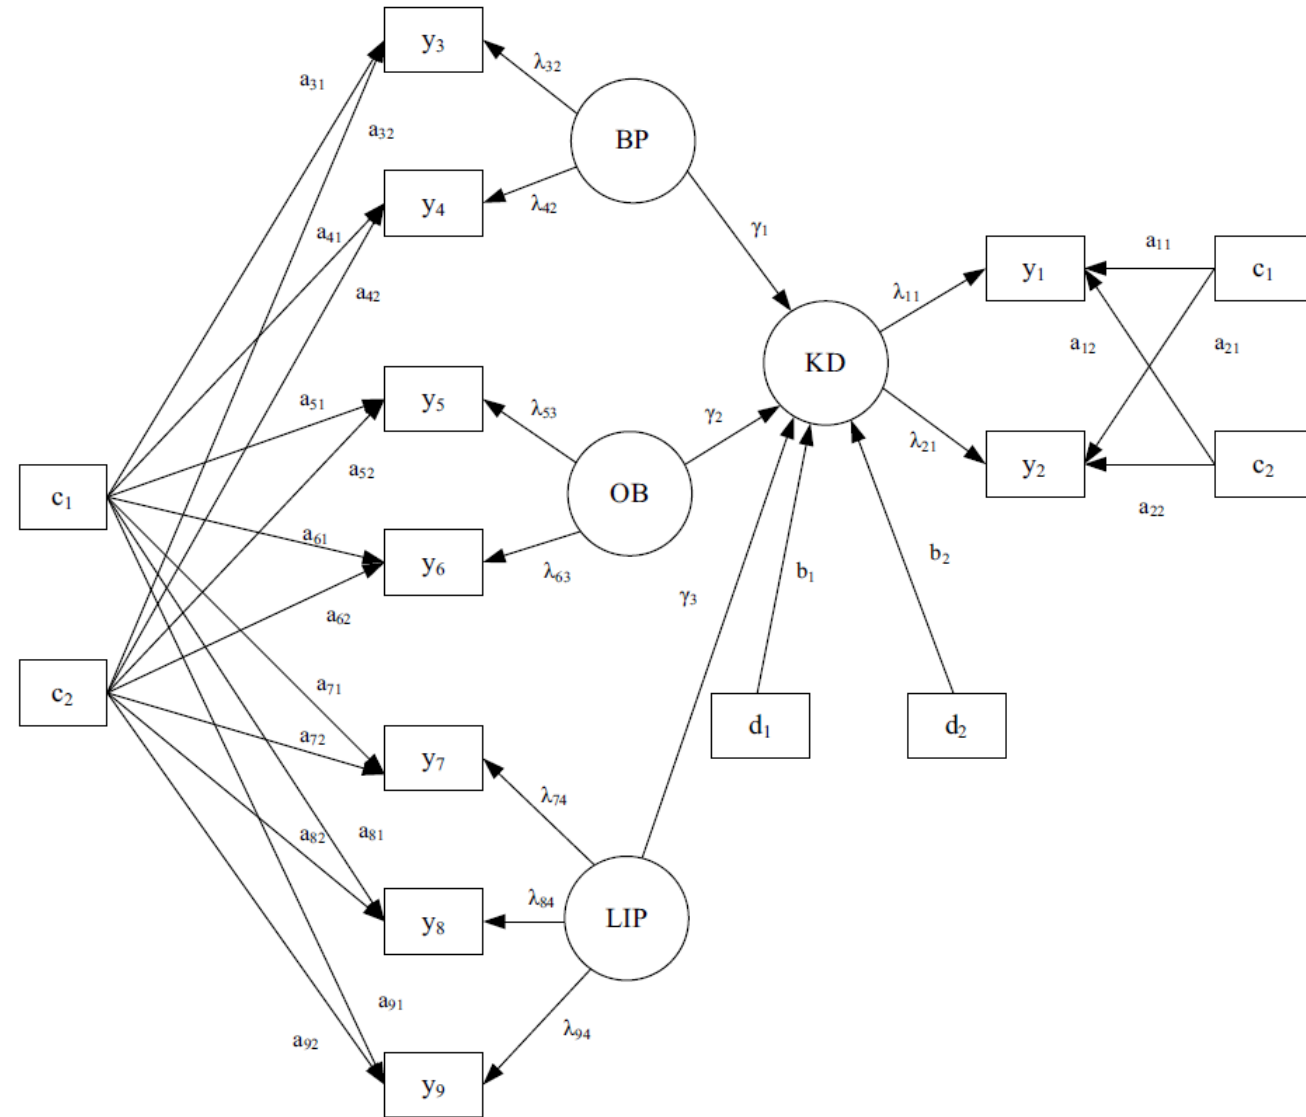 y₃
λ₃₂
a₃₁
a₃₂
BP
y₄
λ₄₂
a₄₁
γ₁
a₄₂
y₁
a₁₁
c₁
λ₁₁
a₁₂
a₂₁
KD
y₅
a₅₁
λ₅₃
γ₂
λ₂₁
a₅₂
y₂
c₂
c₁
OB
a₂₂
a₆₁
y₆
λ₆₃
b₁
b₂
a₆₂
γ₃
c₂
a₇₁
a₇₂
d₁
d₂
y₇
λ₇₄
a₈₂
a₈₁
y₈
λ₈₄
LIP
a₉₁
a₉₂
λ₉₄
y₉